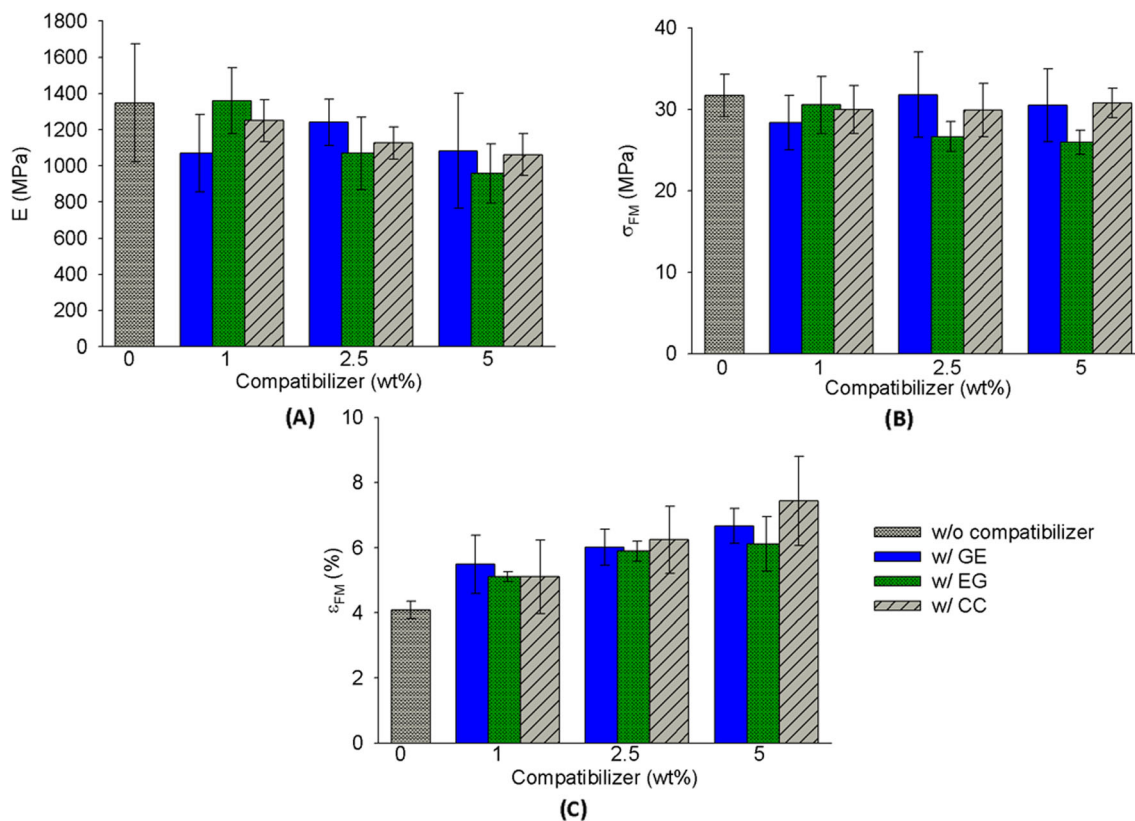 E (MPa)
1800
1600
1400
1200
1000
800
600
400
200
0
0 1 2.5 5
Compatibilizer (wt%)
(A)
σFM (MPa)
40
30
20
10
0
0 1 2.5 5
Compatibilizer (wt%)
(B)
εFM (%)
10
8
6
4
2
0
0 1 2.5 5
Compatibilizer (wt%)
(C)
w/o compatibilizer
w/ GE
w/ EG
w/ CC